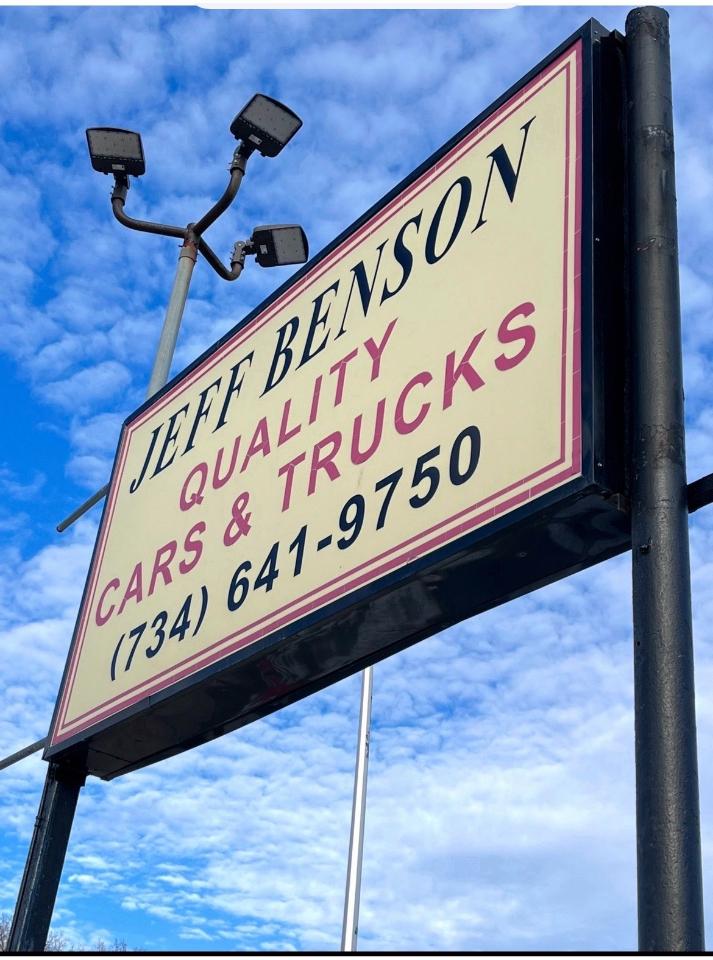 JEFF BENSON
QUALITY
CARS & TRUCKS
(734) 641-9750